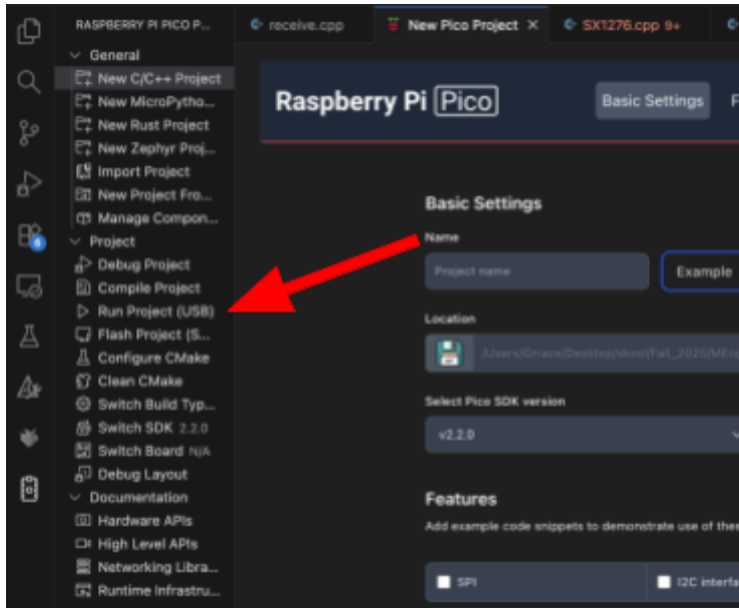 RASPBERRY PI PICO P...
General
New C/C++ Project
New MicroPytho...
New Rust Project
New Zephyr Proj...
Import Project
New Project Fro...
Manage Compon...
Project
Debug Project
Compile Project
Run Project (USB)
Flash Project (S...
Configure CMake
Clean CMake
Switch Build Typ...
Switch SDK 2.2.0
Switch Board N/A
Debug Layout
Documentation
Hardware APIs
High Level APIs
Networking Libra...
Runtime Infrastru...
receive.cpp New Pico Project SX1276.cpp 9+
Raspberry Pi Pico Basic Settings F
Basic Settings
Name
Project name Example
Location
Select Pico SDK version
v2.2.0
Features
Add example code snippets to demonstrate use of
SPI I2C